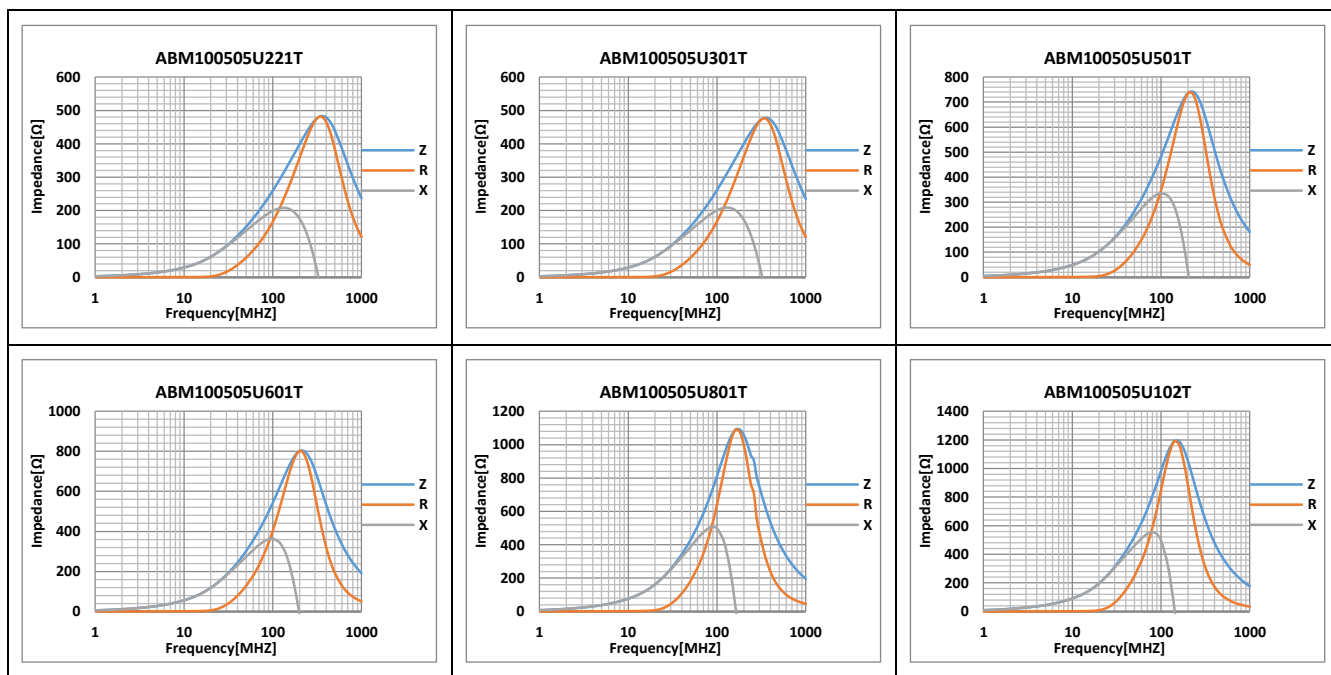 ABM100505U221T
600
500
400
300
200
100
0
Impedance[Ω]
1 10 100 1000
Frequency[MHZ]
Z
R
X
ABM100505U301T
600
500
400
300
200
100
0
Impedance[Ω]
1 10 100 1000
Frequency[MHZ]
Z
R
X
ABM100505U501T
800
700
600
500
400
300
200
100
0
Impedance[Ω]
1 10 100 1000
Frequency[MHZ]
Z
R
X
ABM100505U601T
1000
800
600
400
200
0
Impedance[Ω]
1 10 100 1000
Frequency[MHZ]
Z
R
X
ABM100505U801T
1200
1000
800
600
400
200
0
Impedance[Ω]
1 10 100 1000
Frequency[MHZ]
Z
R
X
ABM100505U102T
1400
1200
1000
800
600
400
200
0
Impedance[Ω]
1 10 100 1000
Frequency[MHZ]
Z
R
X